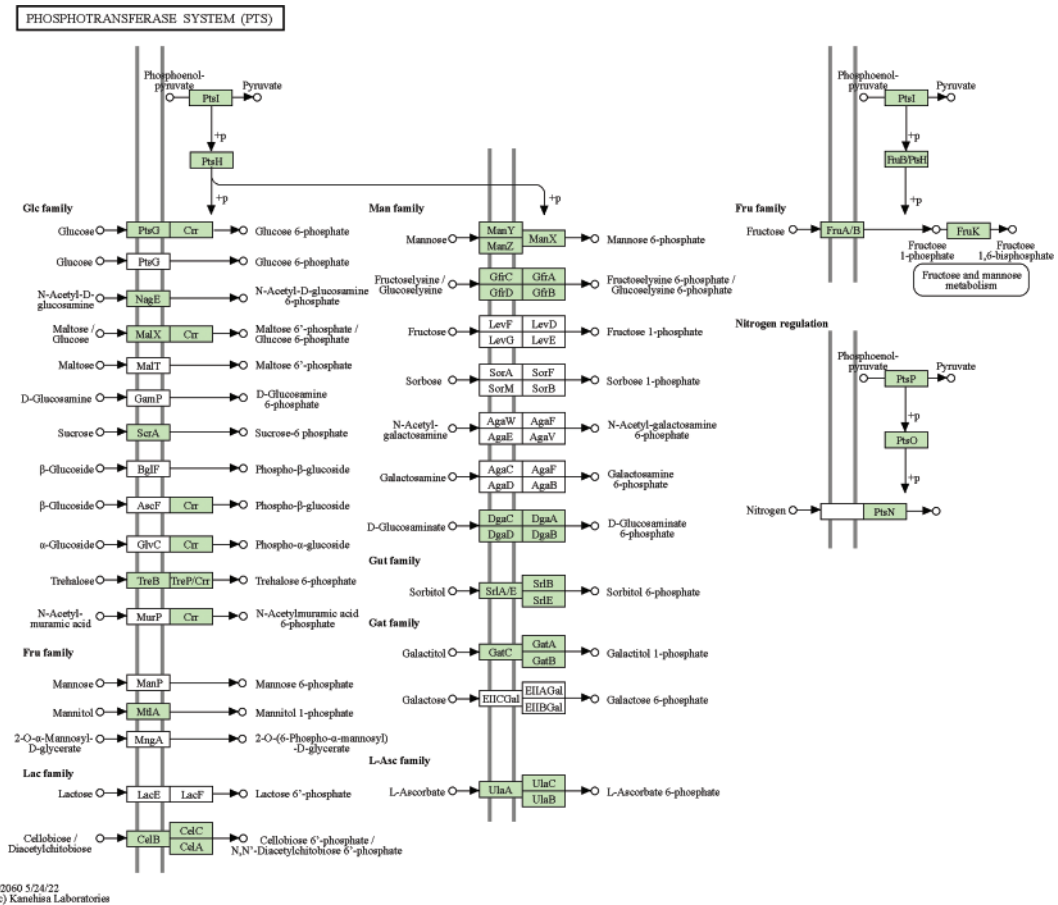 PHOSPHOTRANSFERASE SYSTEM (PTS)
Phosphoenol-
pyruvate
Pyruvate
PtsI
+p
PtsH
+p
+p
Glc family
Glucose
PtsG
Crr
Glucose 6-phosphate
Glucose
PtsG
Glucose 6-phosphate
N-Acetyl-D-
glucosamine
NagE
N-Acetyl-D-glucosamine
6-phosphate
Maltose /
Glucose
MalX
Crr
Maltose 6'-phosphate /
Glucose 6-phosphate
Maltose
MalT
Maltose 6'-phosphate
D-Glucosamine
GamP
D-Glucosamine
6-phosphate
Sucrose
ScrA
Sucrose-6 phosphate
β-Glucoside
BglF
Phospho-β-glucoside
β-Glucoside
AscF
Crr
Phospho-β-glucoside
α-Glucoside
GlvC
Crr
Phospho-α-glucoside
Trehalose
TreB
TreP/Crr
Trehalose 6-phosphate
N-Acetyl-
muramic acid
MurP
Crr
N-Acetylmuramic acid
6-phosphate
Fru family
Mannose
ManP
Mannose 6-phosphate
Mannitol
MtlA
Mannitol 1-phosphate
2-O-α-Mannosyl-
D-glycerate
MngA
2-O-(6-Phospho-α-mannosyl)
-D-glycerate
Lac family
Lactose
LacE
LacF
Lactose 6'-phosphate
Cellobiose /
Diacetylchitobiose
CelB
CelC
CelA
Cellobiose 6'-phosphate /
N,N'-Diacetylchitobiose 6'-phosphate
Man family
Mannose
ManY
ManZ
ManX
Mannose 6-phosphate
Fructoselysine /
Glucoselysine
GfrC
GfrA
GfrD
GfrB
Fructoselysine 6-phosphate /
Glucoselysine 6-phosphate
Fructose
LevF
LevD
LevG
LevE
Fructose 1-phosphate
Sorbose
SorA
SorF
SorM
SorB
Sorbose 1-phosphate
N-Acetyl-
galactosamine
AgaW
AgaF
AgaE
AgaV
N-Acetyl-galactosamine
6-phosphate
Galactosamine
AgaC
AgaF
AgaD
AgaB
Galactosamine
6-phosphate
D-Glucosaminate
DgaC
DgaA
DgaD
DgaB
D-Glucosaminate
6-phosphate
Gut family
Sorbitol
SrlA/E
SrlB
SrlE
Sorbitol 6-phosphate
Gat family
Galactitol
GatC
GatA
GatB
Galactitol 1-phosphate
Galactose
EIICGal
EIIAGal
EIIBGal
Galactose 6-phosphate
L-Asc family
L-Ascorbate
UlaA
UlaC
UlaB
L-Ascorbate 6-phosphate
Phosphoenol-
pyruvate
Pyruvate
PtsI
+p
FruB/PtsH
+p
Fru family
Fructose
FruA/B
Fructose
1-phosphate
FruK
Fructose
1,6-bisphosphate
Fructose and mannose
metabolism
Nitrogen regulation
Phosphoenol-
pyruvate
Pyruvate
PtsP
+p
PtsO
+p
Nitrogen
PtsN
2060 5/24/22
c) Kanehisa Laboratories